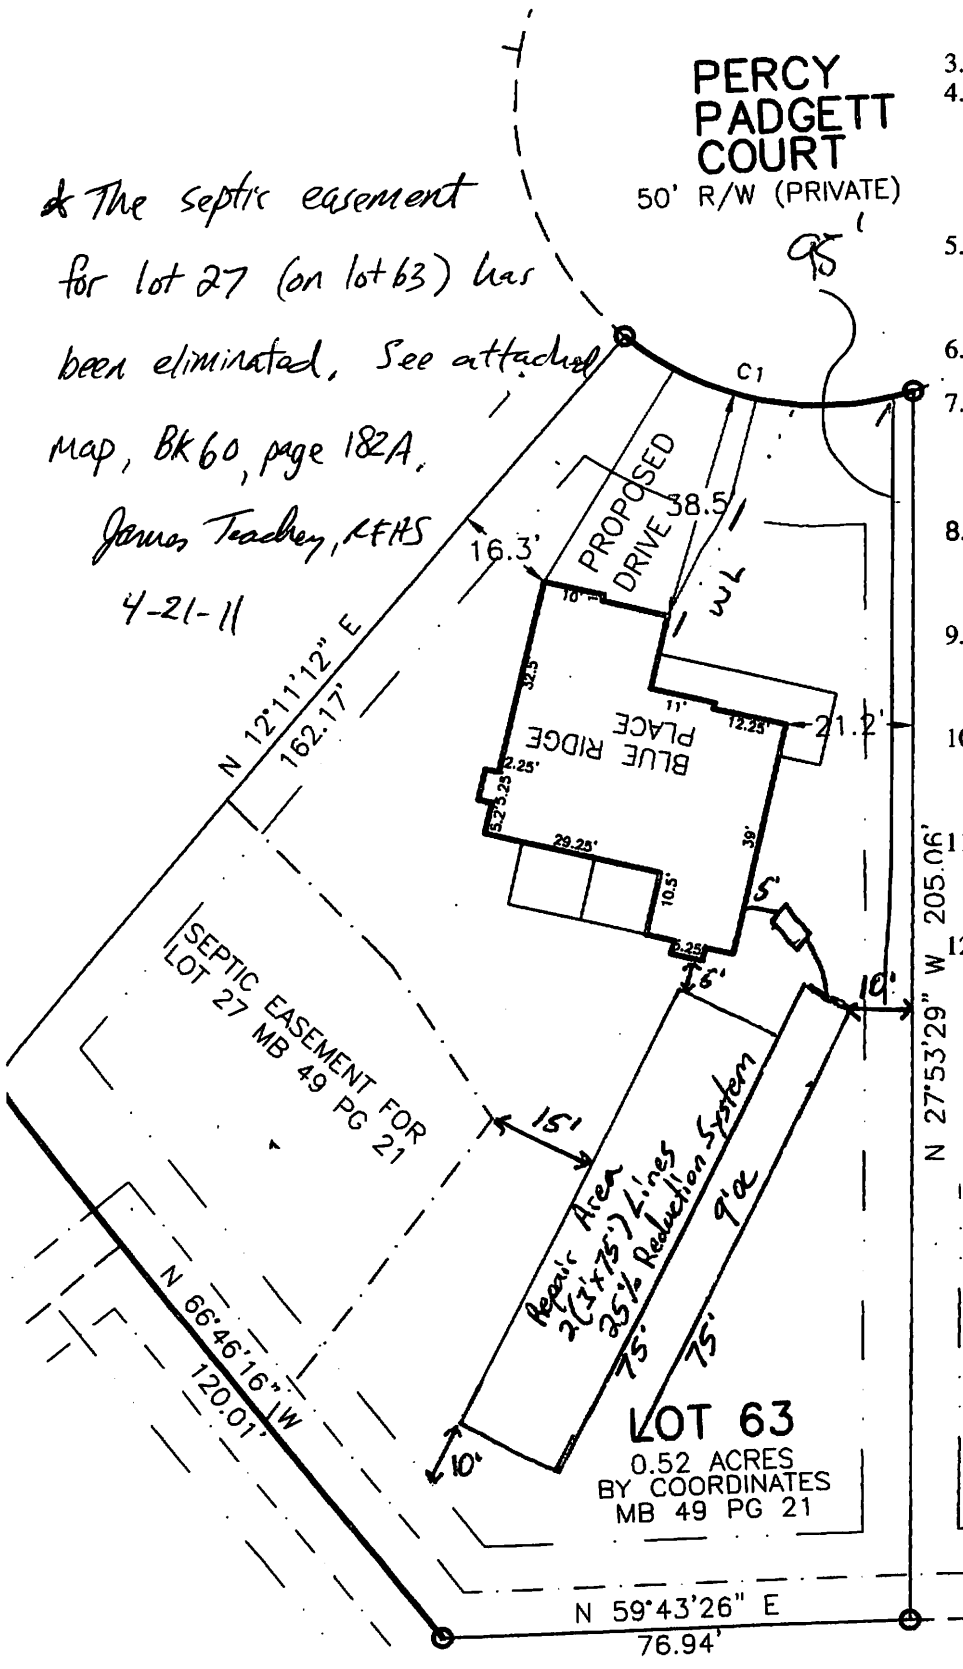 PERCY
PADGETT
COURT
50' R/W (PRIVATE)
95'
3.
4.
5.
6.
7.
8.
9.
10
11
12
* The septic easement
for lot 27 (on lot 63) has
been eliminated. See attached
Map, BK 60, page 182A.
James Teachey, REHS
4-21-11
C1
PROPOSED
DRIVE
38.5'
16.3'
WL
N 12°11'12" E
162.17'
10'
32.5'
11'
12.25'
21.2'
BLUE RIDGE
PLACE
2.25'
5.25'
5.2'
29.25'
39'
10.5'
5.25'
5'
6'
10'
N 27°53'29" W 205.06'
SEPTIC EASEMENT FOR
LOT 27 MB 49 PG 21
15'
Repair Area
2(3'x75') Lines
25% Reduction System
9'oc
75'
75'
10'
N 66°46'16" W
120.01'
LOT 63
0.52 ACRES
BY COORDINATES
MB 49 PG 21
N 59°43'26" E
76.94'